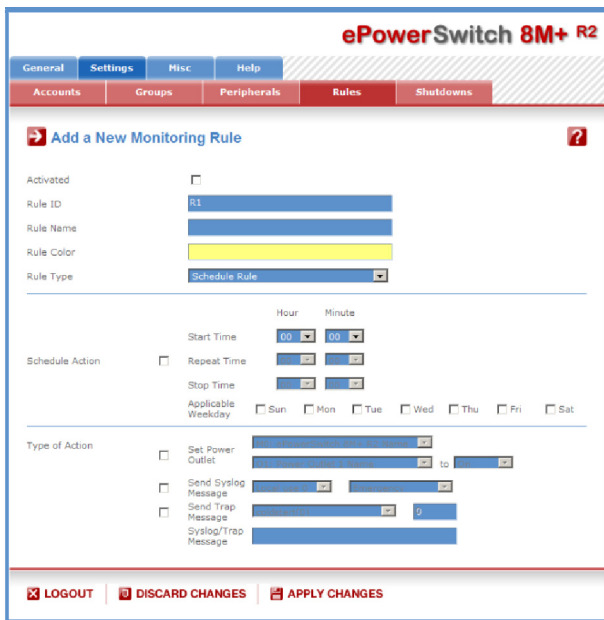 ePowerSwitch 8M+ R2
General Settings Misc Help
Accounts Groups Peripherals Rules Shutdowns
Add a New Monitoring Rule ?
Activated
Rule ID R1
Rule Name
Rule Color
Rule Type Schedule Rule
Hour Minute
Start Time 00 00
Schedule Action Repeat Time
Stop Time
Applicable Weekday Sun Mon Tue Wed Thu Fri Sat
Type of Action
Set Power Outlet to
Send Syslog Message
Send Trap Message 0
Syslog/Trap Message
LOGOUT DISCARD CHANGES APPLY CHANGES